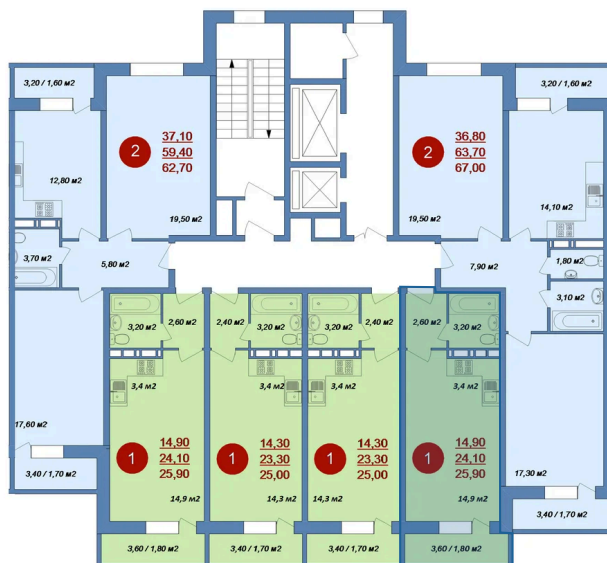 3,20 / 1,60 м2
3,20 / 1,60 м2
2
37,10
59,40
62,70
2
36,80
63,70
67,00
12,80 м2
19,50 м2
19,50 м2
14,10 м2
3,70 м2
5,80 м2
7,90 м2
1,80 м2
3,10 м2
3,20 м2
2,60 м2
2,40 м2
3,20 м2
3,20 м2
2,40 м2
2,60 м2
3,20 м2
3,4 м2
3,4 м2
3,4 м2
3,4 м2
17,60 м2
1
14,90
24,10
25,90
1
14,30
23,30
25,00
1
14,30
23,30
25,00
1
14,90
24,10
25,90
3,40 / 1,70 м2
14,9 м2
14,3 м2
14,3 м2
14,9 м2
17,30 м2
3,40 / 1,70 м2
3,60 / 1,80 м2
3,40 / 1,70 м2
3,40 / 1,70 м2
3,60 / 1,80 м2